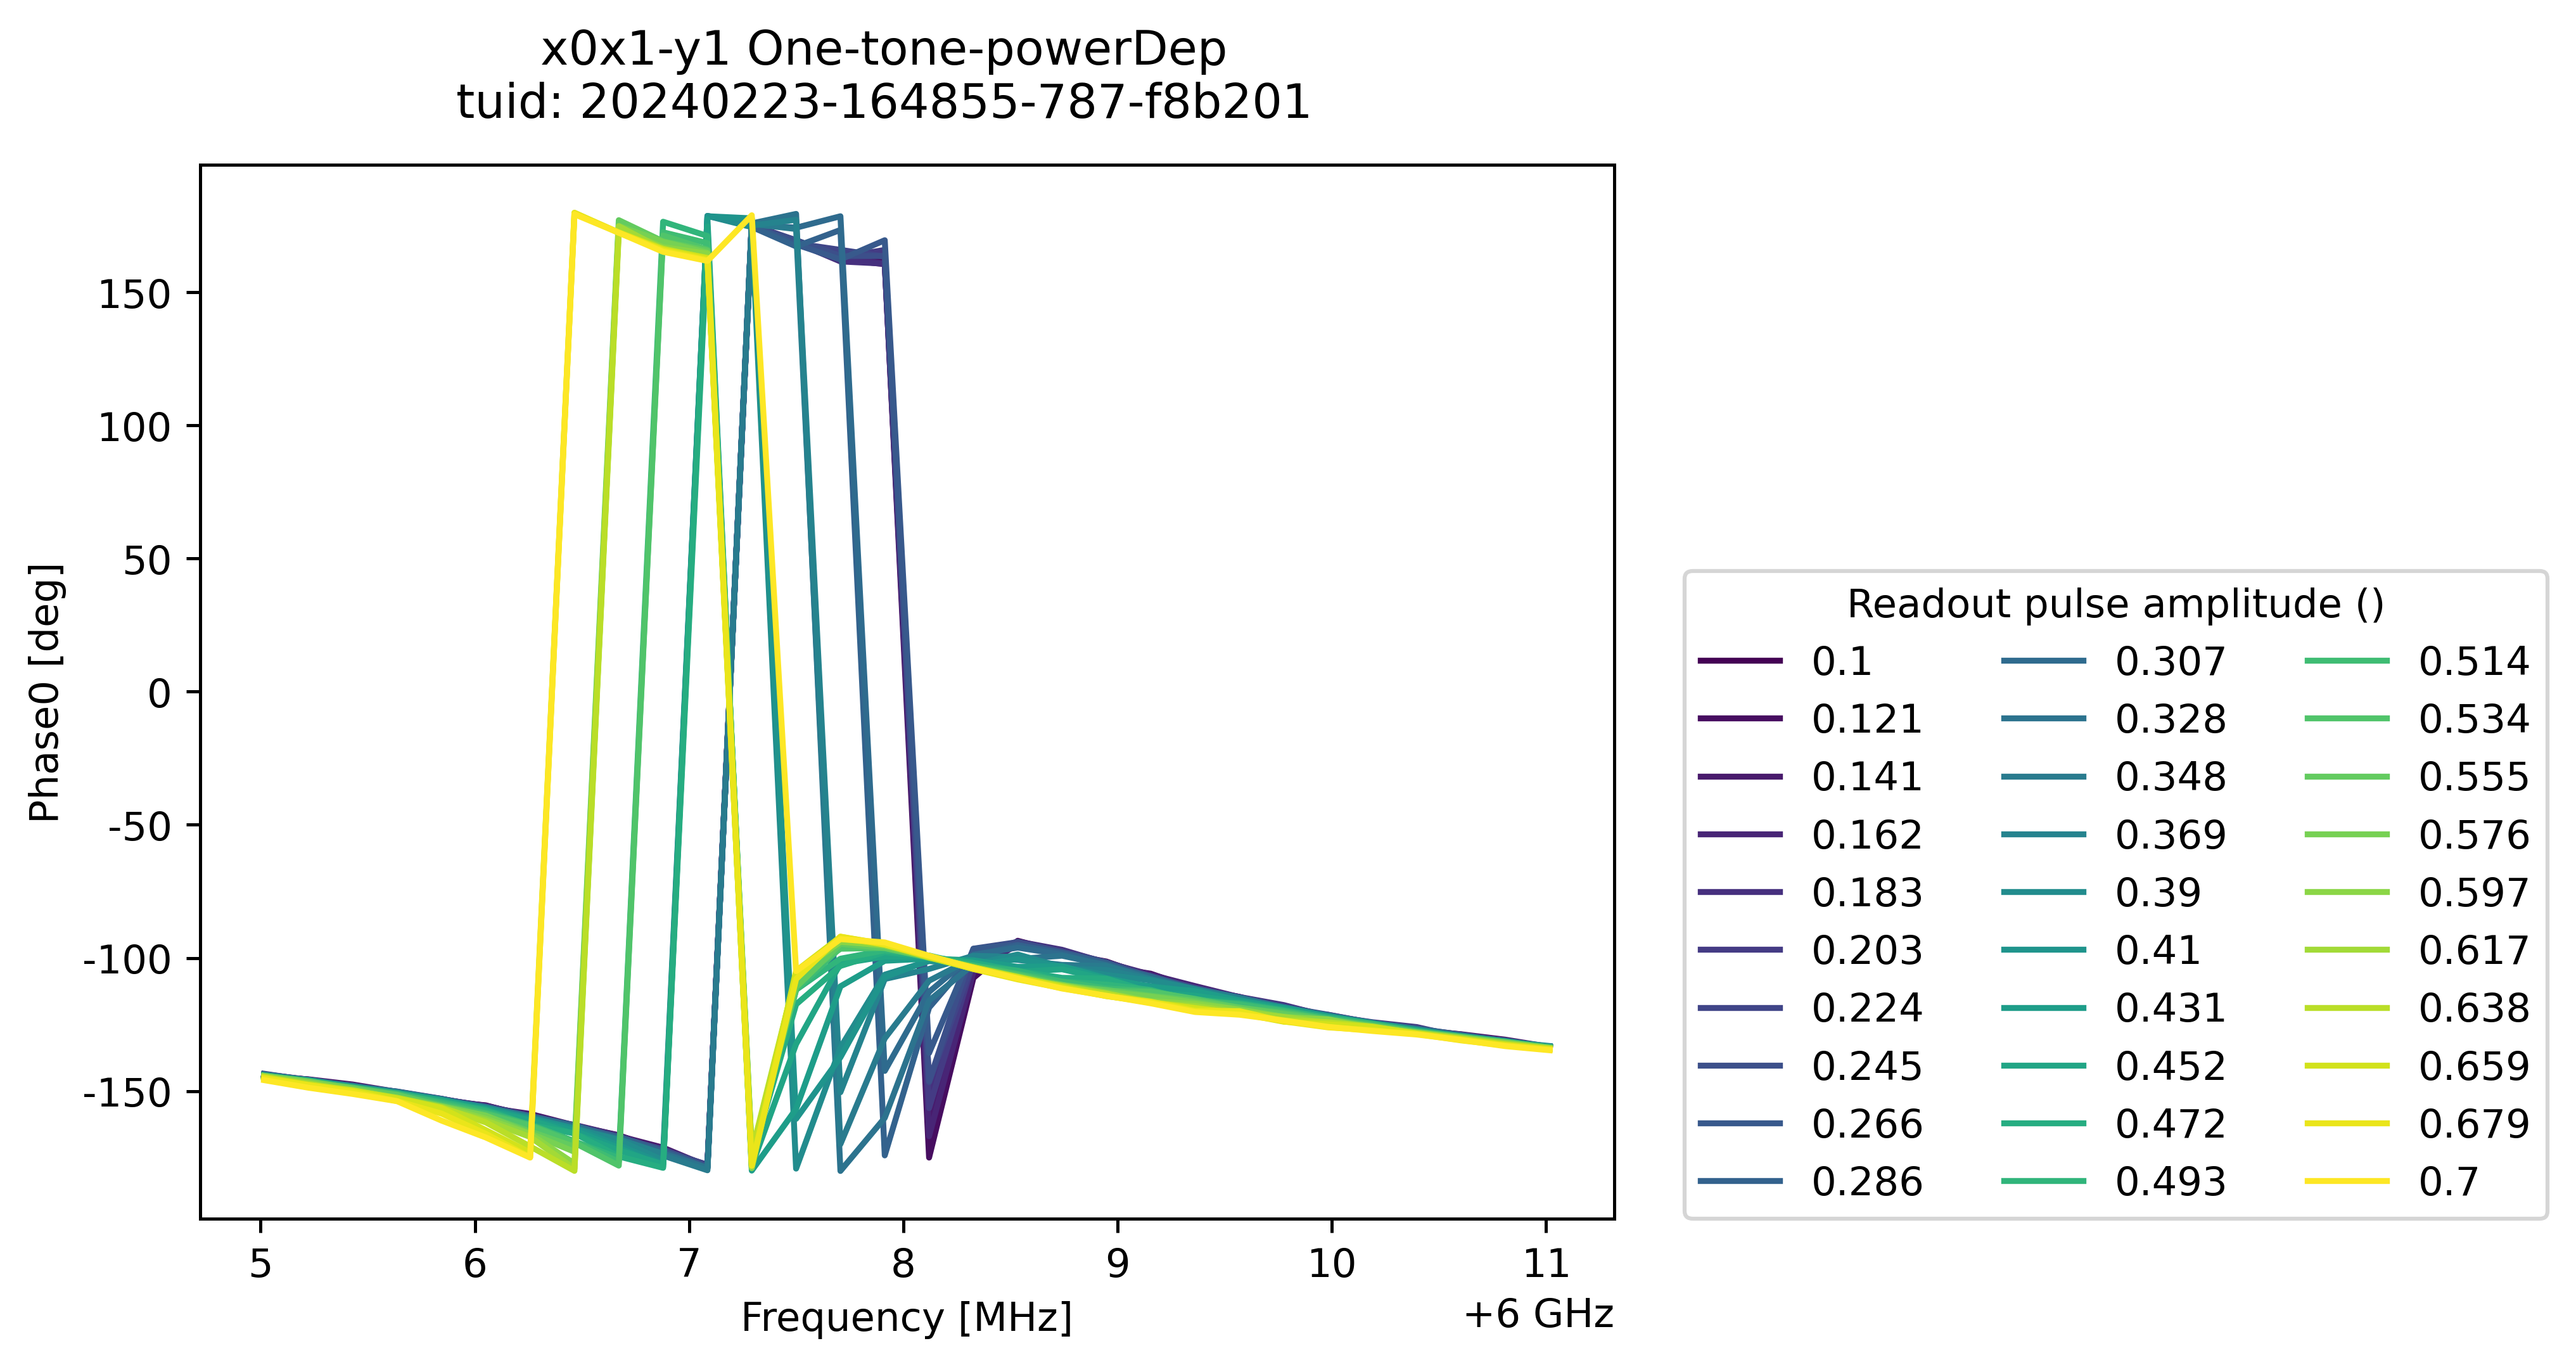 x0x1-y1 One-tone-powerDep
tuid: 20240223-164855-787-f8b201
Phase0 [deg]
150
100
50
0
-50
-100
-150
5 6 7 8 9 10 11
Frequency [MHz]
+6 GHz
Readout pulse amplitude ()
0.1 0.307 0.514
0.121 0.328 0.534
0.141 0.348 0.555
0.162 0.369 0.576
0.183 0.39 0.597
0.203 0.41 0.617
0.224 0.431 0.638
0.245 0.452 0.659
0.266 0.472 0.679
0.286 0.493 0.7